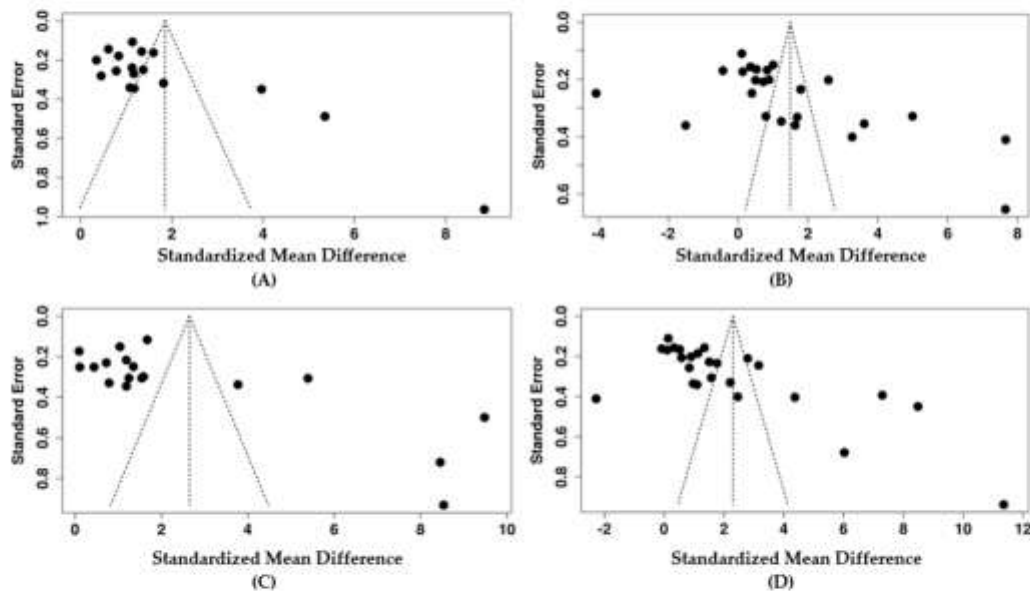 0.0
0.2
0.4
0.6
0.8
1.0
Standard Error
0 2 4 6 8
Standardized Mean Difference
(A)
0.0
0.2
0.4
0.6
Standard Error
-4 -2 0 2 4 6 8
Standardized Mean Difference
(B)
0.0
0.2
0.4
0.6
0.8
Standard Error
0 2 4 6 8 10
Standardized Mean Difference
(C)
0.0
0.2
0.4
0.6
0.8
Standard Error
-2 0 2 4 6 8 10 12
Standardized Mean Difference
(D)